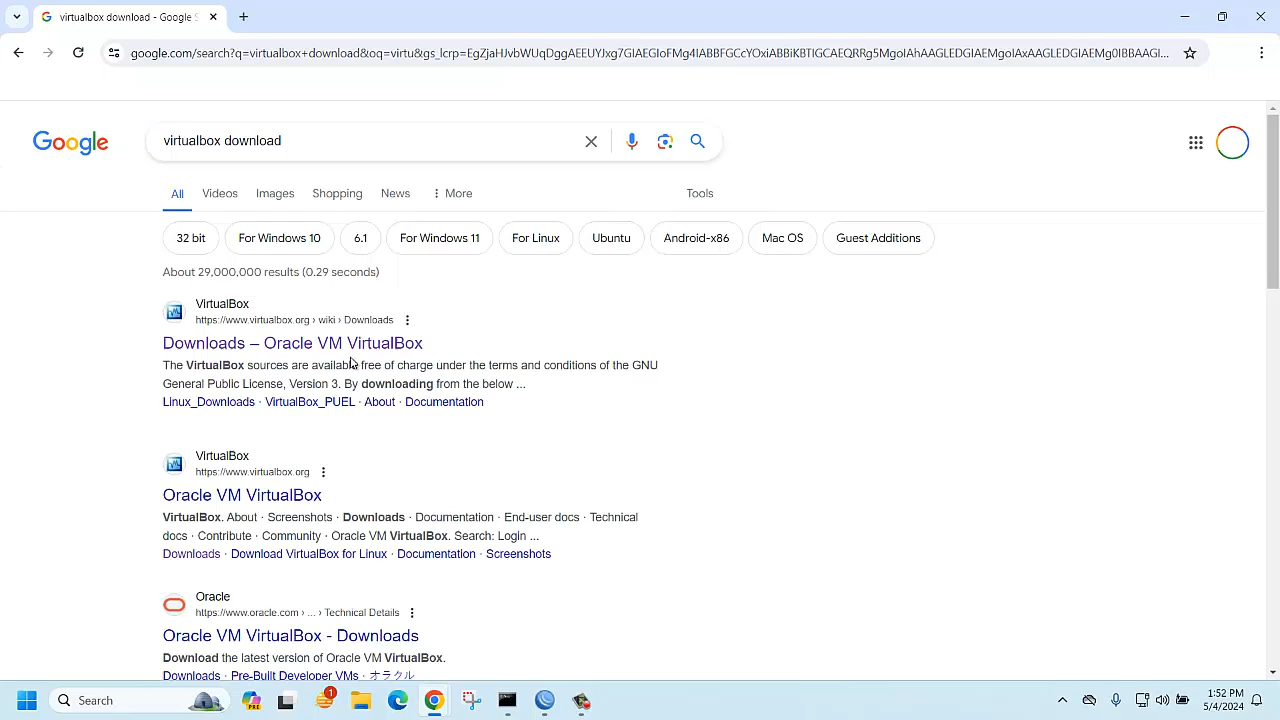 virtualbox download - Google S
google.com/search?q=virtualbox+download&oq=virtu&gs_lcrp=EgZjaHJvbWUqDggAEEUYJxg7GIAEGIoFMg4IABBFGCcYOxiABBiKBTIGCAEQRRg5MgoIAhAAGLEDGIAEMgoIAxAAGLEDGIAEMg0IBBAAGI...
Google
virtualbox download
All Videos Images Shopping News More Tools
32 bit For Windows 10 6.1 For Windows 11 For Linux Ubuntu Android-x86 Mac OS Guest Additions
About 29,000,000 results (0.29 seconds)
VirtualBox
https://www.virtualbox.org › wiki › Downloads
Downloads – Oracle VM VirtualBox
The VirtualBox sources are available free of charge under the terms and conditions of the GNU
General Public License, Version 3. By downloading from the below ...
Linux_Downloads · VirtualBox_PUEL · About · Documentation
VirtualBox
https://www.virtualbox.org
Oracle VM VirtualBox
VirtualBox. About · Screenshots · Downloads · Documentation · End-user docs · Technical
docs · Contribute · Community · Oracle VM VirtualBox. Search: Login ...
Downloads · Download VirtualBox for Linux · Documentation · Screenshots
Oracle
https://www.oracle.com › ... › Technical Details
Oracle VM VirtualBox - Downloads
Download the latest version of Oracle VM VirtualBox.
Downloads · Pre-Built Developer VMs · オラクル
Search
1
1:52 PM
5/4/2024